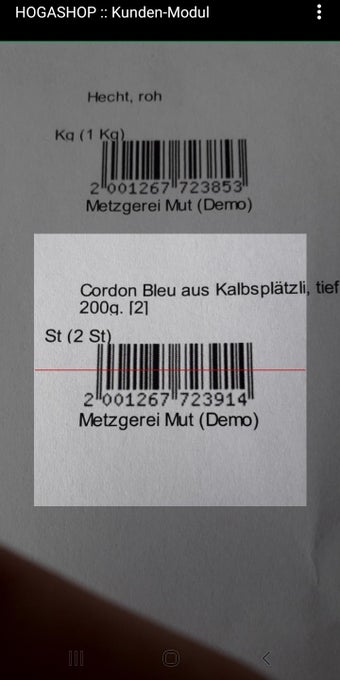 HOGASHOP :: Kunden-Modul
Hecht, roh
Kg (1 Kg)
2 001267 723853
Metzgerei Mut (Demo)
Cordon Bleu aus Kalbsplätzli, tief
200g. [2]
St (2 St)
2 001267 723914
Metzgerei Mut (Demo)